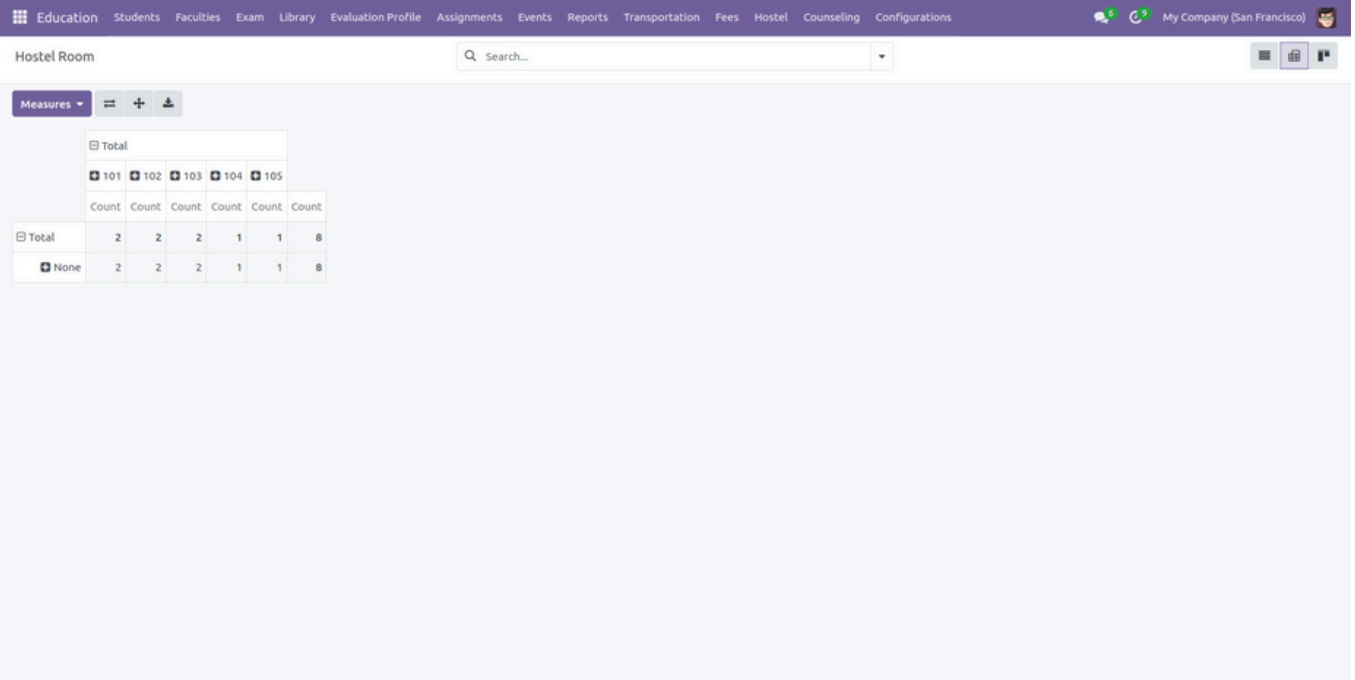 Education Students Faculties Exam Library Evaluation Profile Assignments Events Reports Transportation Fees Hostel Counseling Configurations 6 9 My Company (San Francisco)
Hostel Room Search...
Measures
Total
101 102 103 104 105
Count Count Count Count Count Count
Total 2 2 2 1 1 8
None 2 2 2 1 1 8